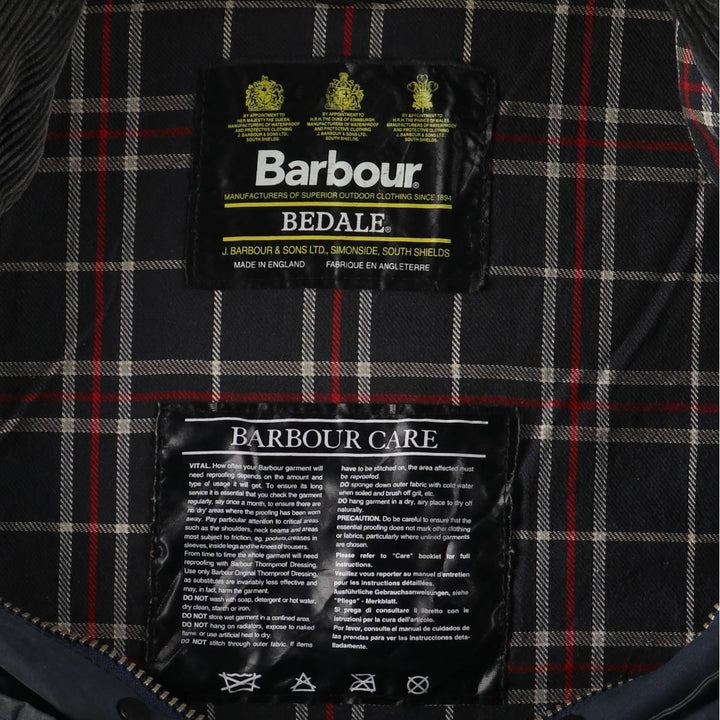 BY APPOINTMENT TO
HER MAJESTY THE QUEEN
MANUFACTURERS OF WATERPROOF
AND PROTECTIVE CLOTHING
J. BARBOUR & SONS LTD.
SOUTH SHIELDS.
BY APPOINTMENT TO
H.R.H. THE DUKE OF EDINBURGH
MANUFACTURERS OF WATERPROOF
AND PROTECTIVE CLOTHING
J. BARBOUR & SONS LTD.
SOUTH SHIELDS.
BY APPOINTMENT TO
H.R.H. THE PRINCE OF WALES
MANUFACTURERS OF WATERPROOF
AND PROTECTIVE CLOTHING
J. BARBOUR & SONS LTD.
SOUTH SHIELDS.
Barbour®
MANUFACTURERS OF SUPERIOR OUTDOOR CLOTHING SINCE 1894
BEDALE®
J. BARBOUR & SONS LTD., SIMONSIDE, SOUTH SHIELDS
MADE IN ENGLAND FABRIQUE EN ANGLETERRE
BARBOUR CARE
VITAL. How often your Barbour garment will
need reproofing depends on the amount and
type of usage it will get. To ensure its long
service it is essential that you check the garment
regularly, say once a month, to ensure there are
no 'dry' areas where the proofing has been worn
away. Pay particular attention to critical areas
such as the shoulders, neck seams and areas
most subject to friction, eg. pockets, creases in
sleeves, inside legs and the knees of trousers.
From time to time the whole garment will need
reproofing with Barbour Thornproof Dressing.
Use only Barbour Original Thornproof Dressing,
as substitutes are invariably less effective and
may, in fact, harm the garment.
DO NOT wash with soap, detergent or hot water,
dry clean, starch or iron.
DO NOT store wet garment in a confined area.
DO NOT hang on radiators, expose to naked
flame, or use artificial heat to dry.
DO NOT stitch through outer fabric. If items
have to be stitched on, the area affected must
be reproofed.
DO sponge down outer fabric with cold water
when soiled and brush off grit, etc.
DO hang garment in a dry, airy place to dry off
naturally.
PRECAUTION. Do be careful to ensure that the
essential proofing does not mark other clothing
or fabrics, particularly where unlined garments
are chosen.
Please refer to "Care" booklet for full
instructions.
Veuillez vous reporter au manuel d'entretien
pour les instructions détaillées.
Ausführliche Gebrauchsanweisungen, siehe
"Pflege" - Merkblatt.
Si prega di consultare il libretto con le
istruzioni per la cura dell'articolo.
Por favor, consulte el manual de cuidados de
las prendas para ver las instrucciones deta-
lladamente.